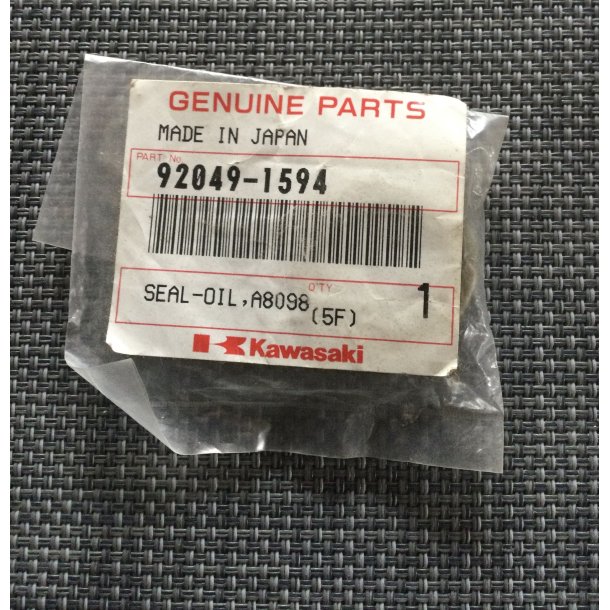 GENUINE PARTS
MADE IN JAPAN
PART No.
92049-1594
SEAL-OIL,A8098
(5F)
Q'TY
1
Kawasaki